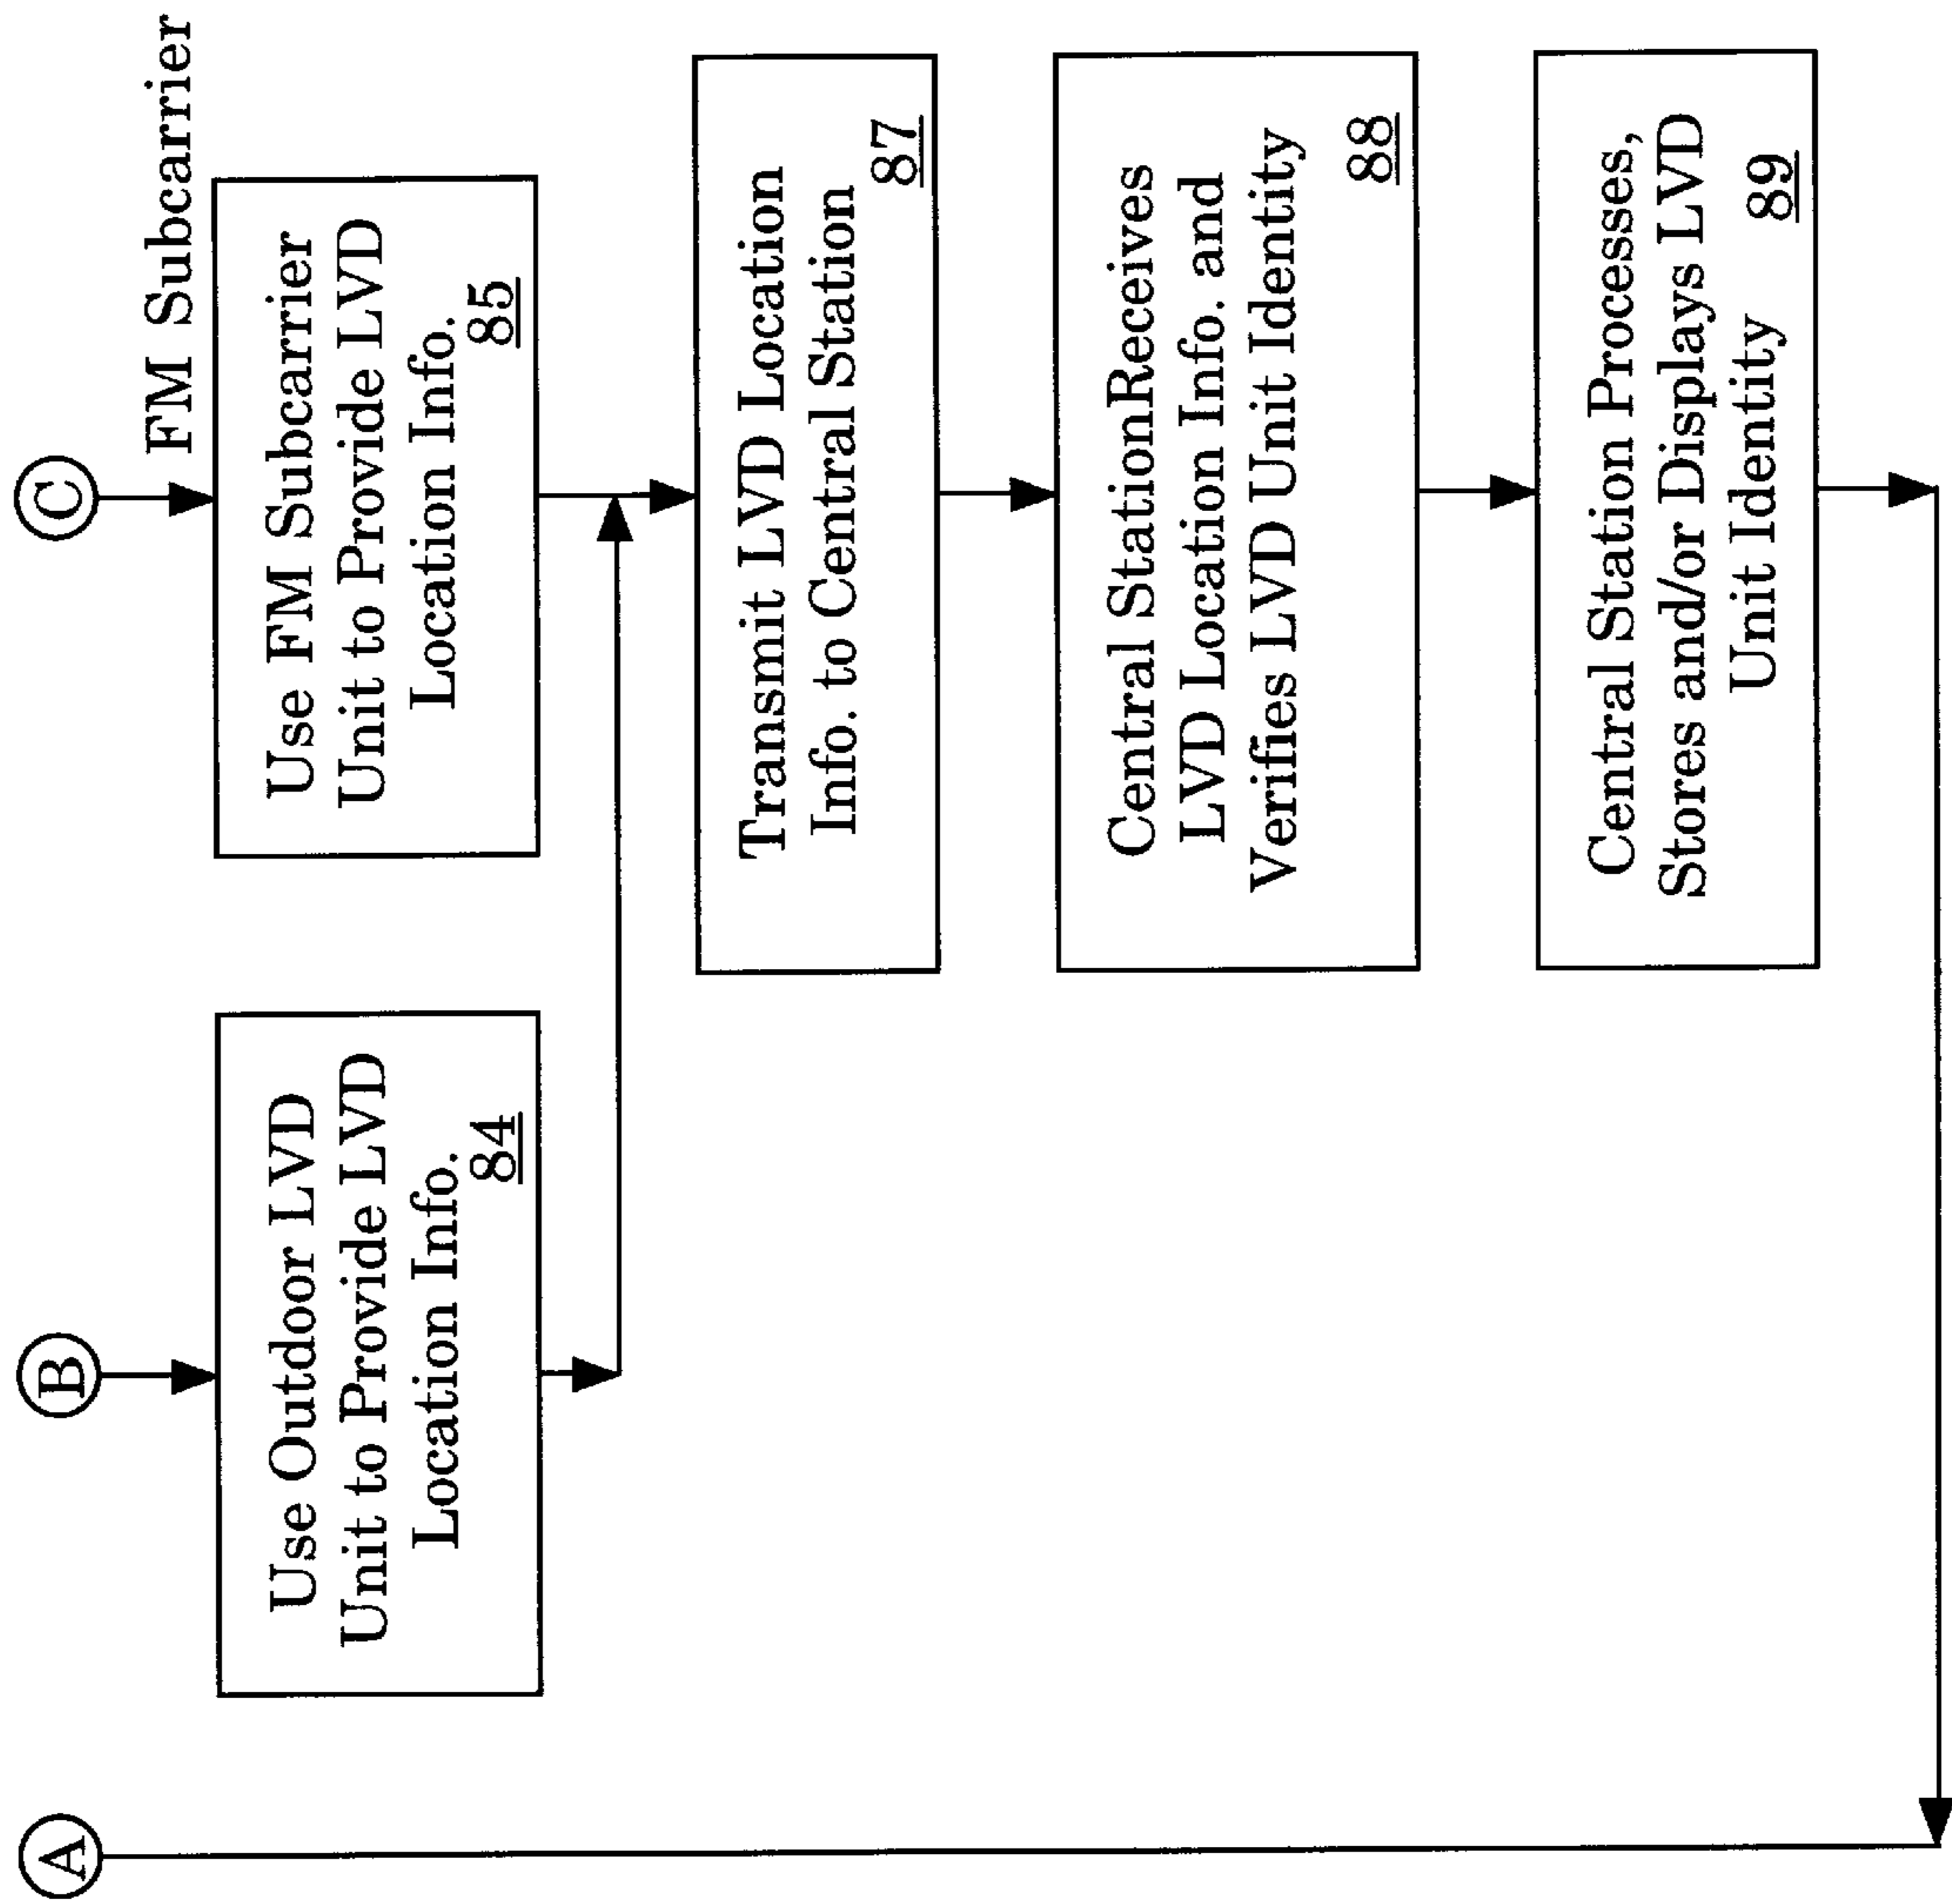 A
B
C
FM Subcarrier
Use Outdoor LVD
Unit to Provide LVD
Location Info.
84
Use FM Subcarrier
Unit to Provide LVD
Location Info.
85
Transmit LVD Location
Info. to Central Station
87
Central StationReceives
LVD Location Info. and
Verifies LVD Unit Identity
88
Central Station Processes,
Stores and/or Displays LVD
Unit Identity
89